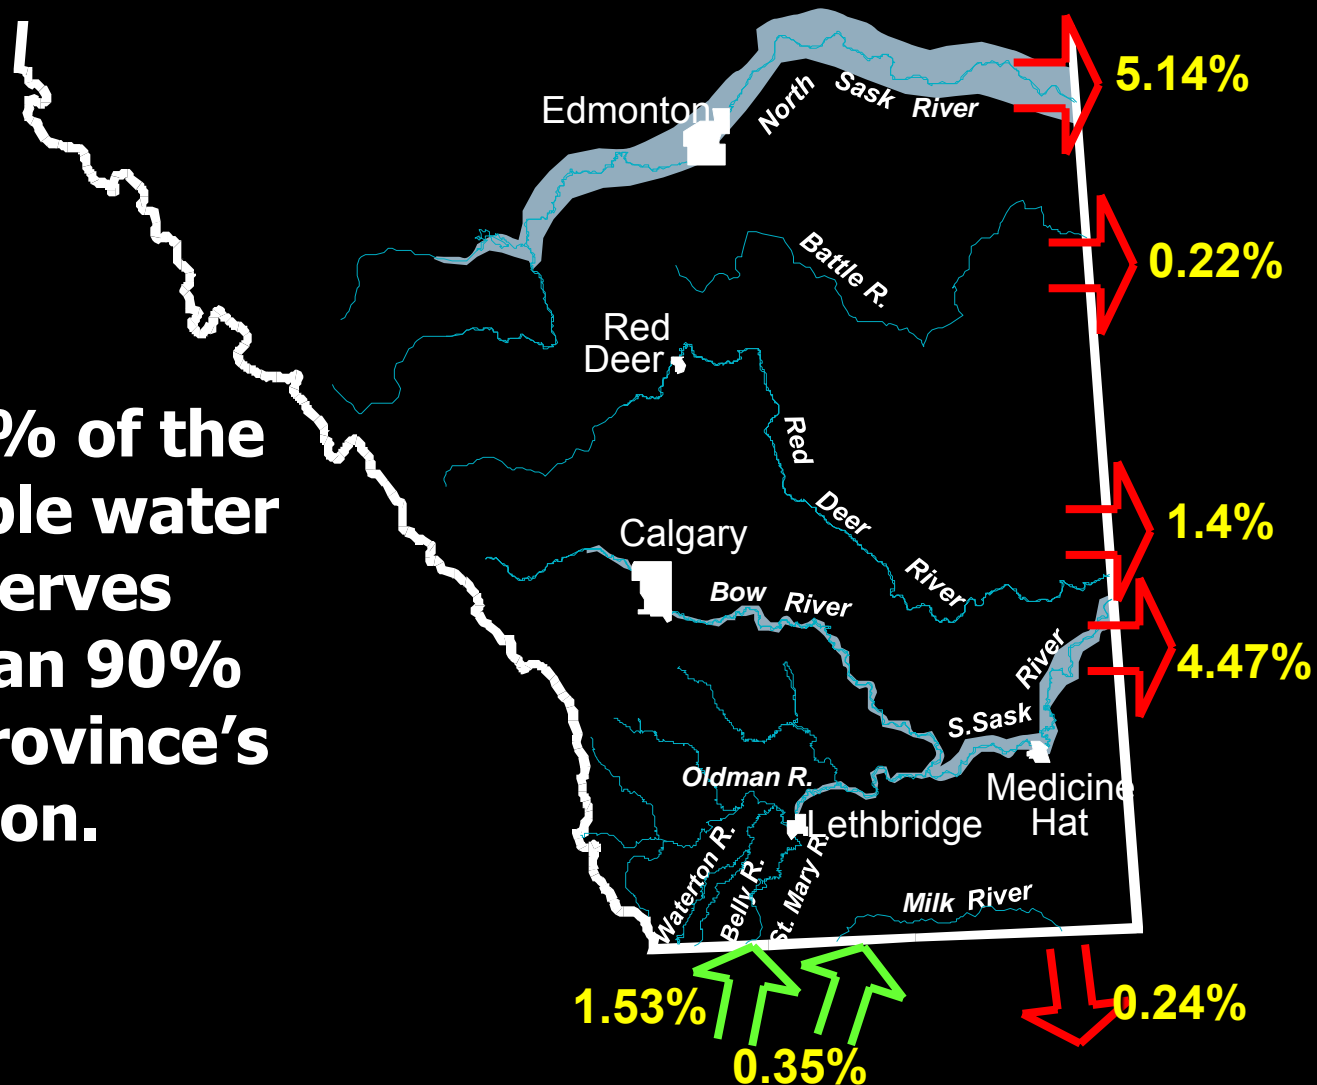 5.14%
Edmonton
North Sask River
0.22%
Battle R.
Red
Deer
% of the
ple water
erves
an 90%
rovince's
on.
Red Deer River
1.4%
Calgary
Bow River
4.47%
S.Sask River
Oldman R.
Medicine
Hat
Lethbridge
Waterton R.
Belly R.
St. Mary R.
Milk River
1.53%
0.35%
0.24%